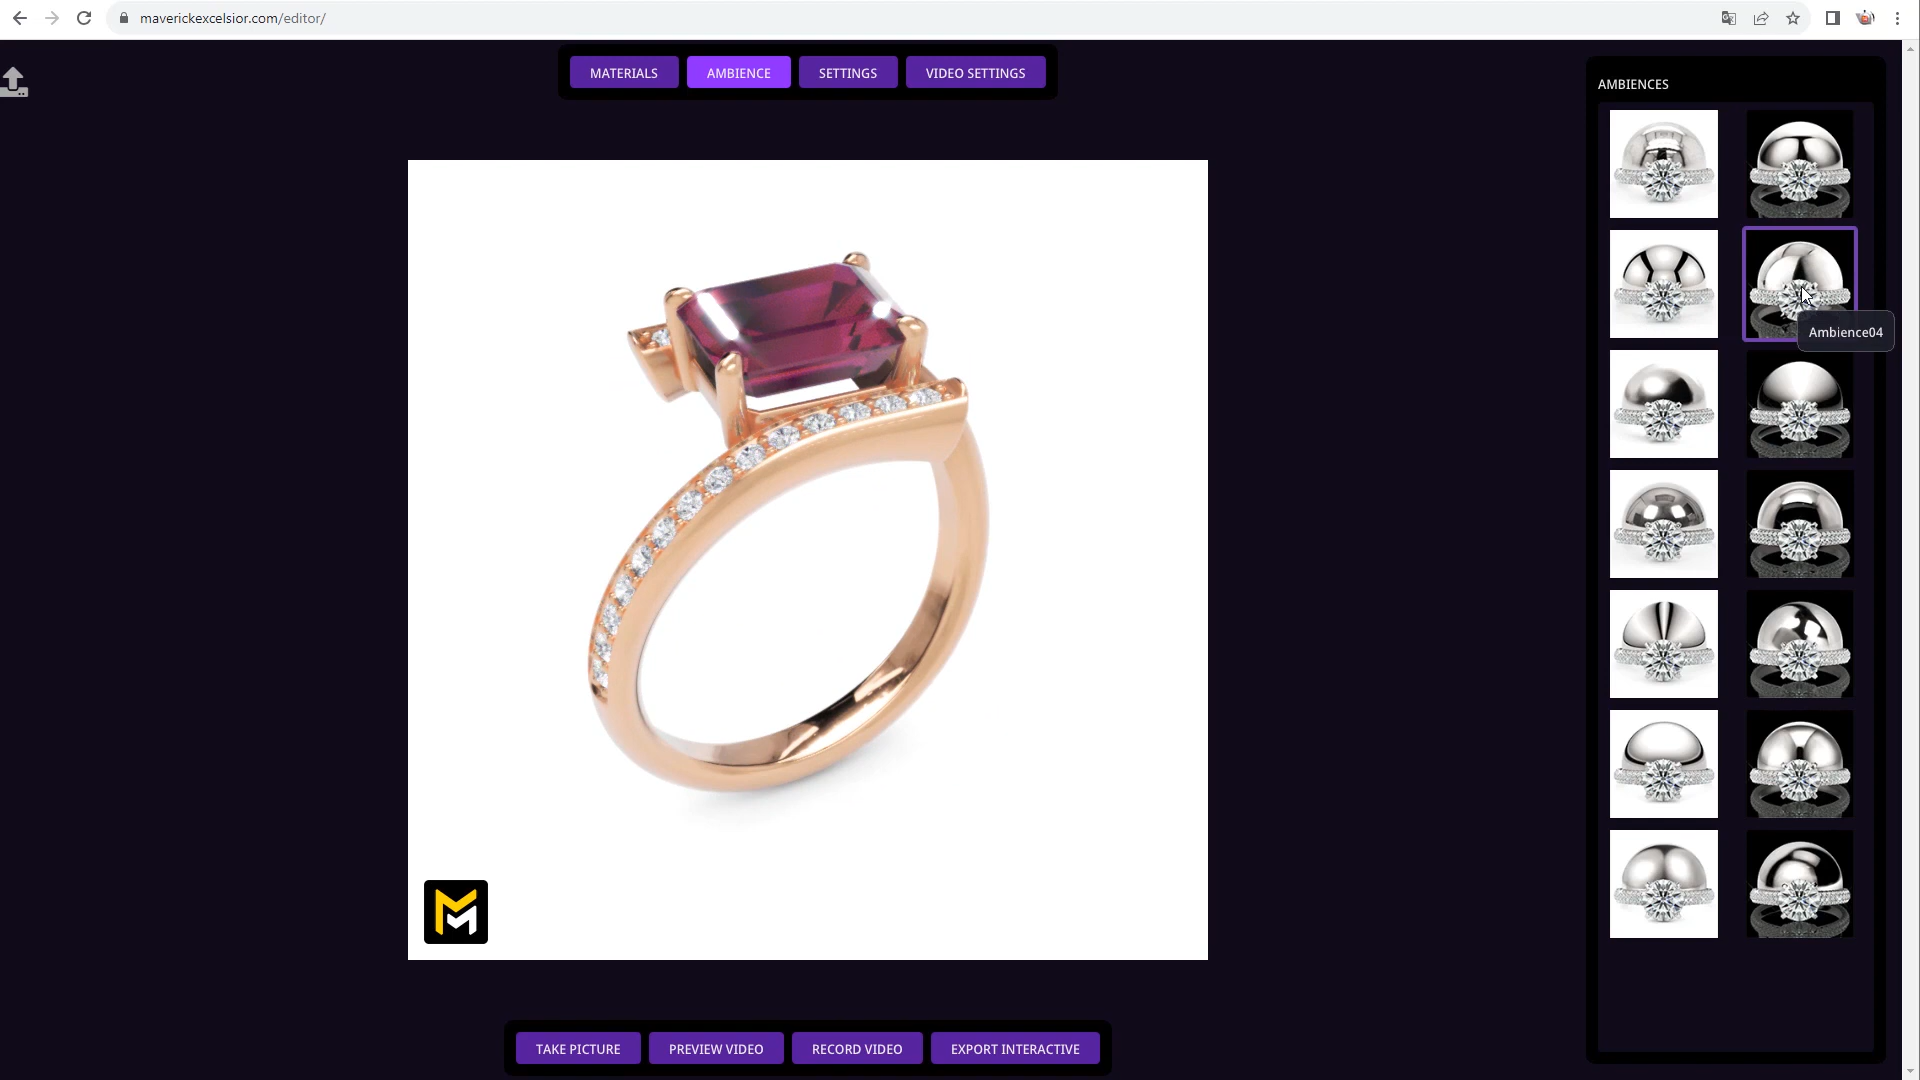 maverickexcelsior.com/editor/
MATERIALS
AMBIENCE
SETTINGS
VIDEO SETTINGS
AMBIENCES
Ambience04
M
TAKE PICTURE
PREVIEW VIDEO
RECORD VIDEO
EXPORT INTERACTIVE